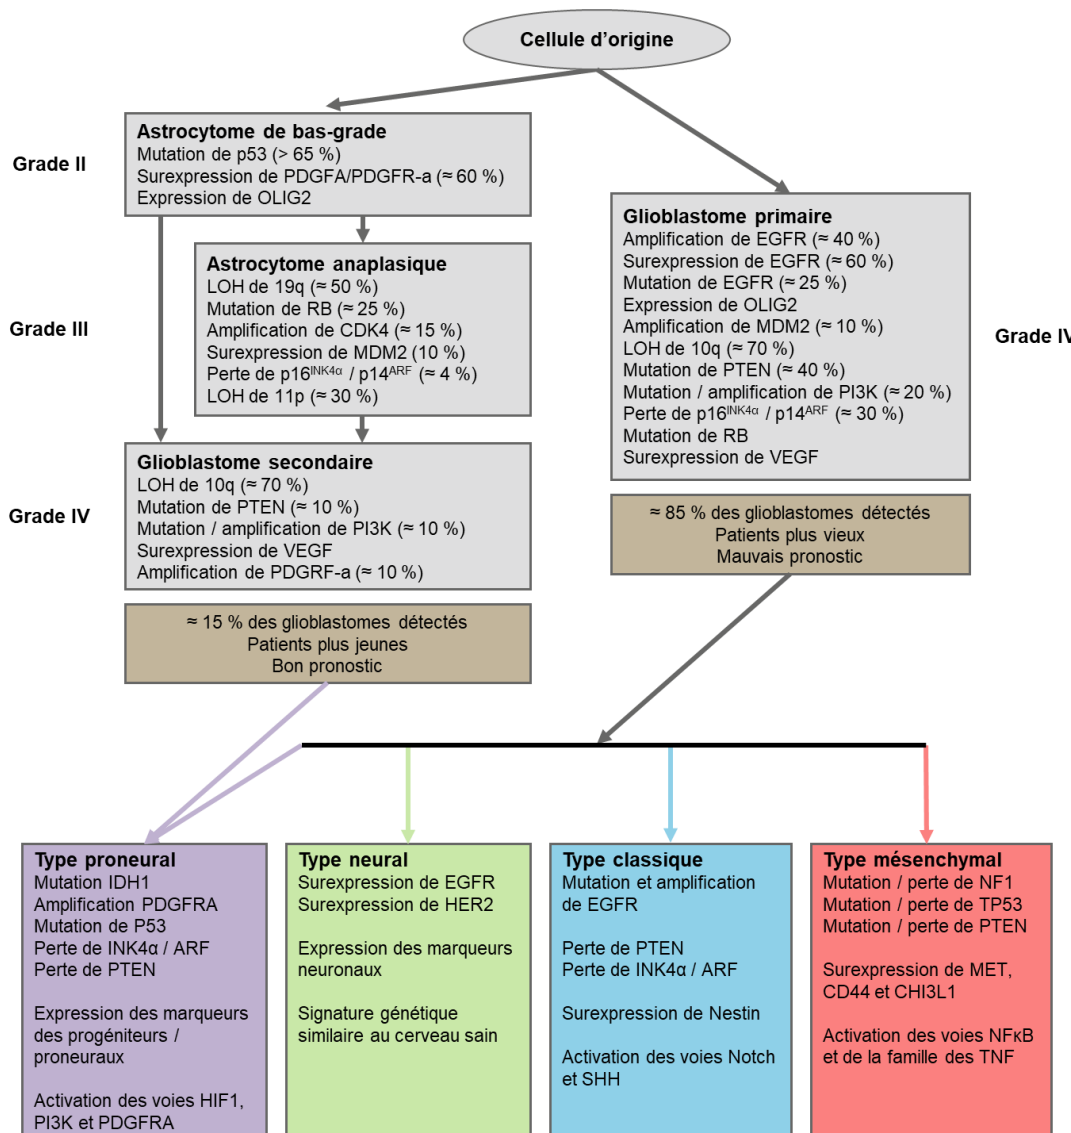 Cellule d'origine
Grade II
Astrocytome de bas-grade
Mutation de p53 (> 65 %)
Surexpression de PDGFA/PDGFR-a (≈ 60 %)
Expression de OLIG2
Grade III
Astrocytome anaplasique
LOH de 19q (≈ 50 %)
Mutation de RB (≈ 25 %)
Amplification de CDK4 (≈ 15 %)
Surexpression de MDM2 (10 %)
Perte de p16^INK4α / p14^ARF (≈ 4 %)
LOH de 11p (≈ 30 %)
Grade IV
Glioblastome secondaire
LOH de 10q (≈ 70 %)
Mutation de PTEN (≈ 10 %)
Mutation / amplification de PI3K (≈ 10 %)
Surexpression de VEGF
Amplification de PDGRF-a (≈ 10 %)
≈ 15 % des glioblastomes détectés
Patients plus jeunes
Bon pronostic
Glioblastome primaire
Amplification de EGFR (≈ 40 %)
Surexpression de EGFR (≈ 60 %)
Mutation de EGFR (≈ 25 %)
Expression de OLIG2
Amplification de MDM2 (≈ 10 %)
LOH de 10q (≈ 70 %)
Mutation de PTEN (≈ 40 %)
Mutation / amplification de PI3K (≈ 20 %)
Perte de p16^INK4α / p14^ARF (≈ 30 %)
Mutation de RB
Surexpression de VEGF
Grade IV
≈ 85 % des glioblastomes détectés
Patients plus vieux
Mauvais pronostic
Type proneural
Mutation IDH1
Amplification PDGFRA
Mutation de P53
Perte de INK4α / ARF
Perte de PTEN
Expression des marqueurs
des progéniteurs /
proneuraux
Activation des voies HIF1,
PI3K et PDGFRA
Type neural
Surexpression de EGFR
Surexpression de HER2
Expression des marqueurs
neuronaux
Signature génétique
similaire au cerveau sain
Type classique
Mutation et amplification
de EGFR
Perte de PTEN
Perte de INK4α / ARF
Surexpression de Nestin
Activation des voies Notch
et SHH
Type mésenchymal
Mutation / perte de NF1
Mutation / perte de TP53
Mutation / perte de PTEN
Surexpression de MET,
CD44 et CHI3L1
Activation des voies NFκB
et de la famille des TNF